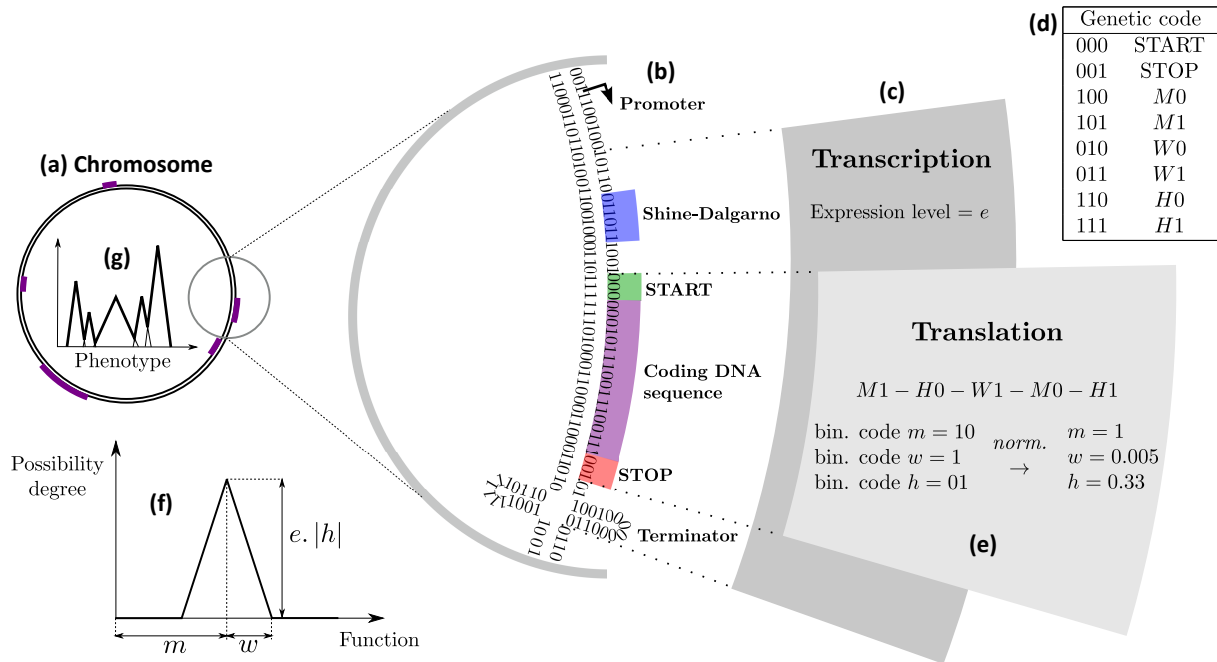 (a) Chromosome
(g)
Phenotype
(b)
Promoter
Shine-Dalgarno
START
Coding DNA
sequence
STOP
Terminator
(c)
Transcription
Expression level = e
(d)
Genetic code
000 START
001 STOP
100 M0
101 M1
010 W0
011 W1
110 H0
111 H1
Translation
M1 − H0 − W1 − M0 − H1
bin. code m = 10
bin. code w = 1
bin. code h = 01
norm.
→
m = 1
w = 0.005
h = 0.33
(e)
Possibility
degree
(f)
e. |h|
m
w
Function